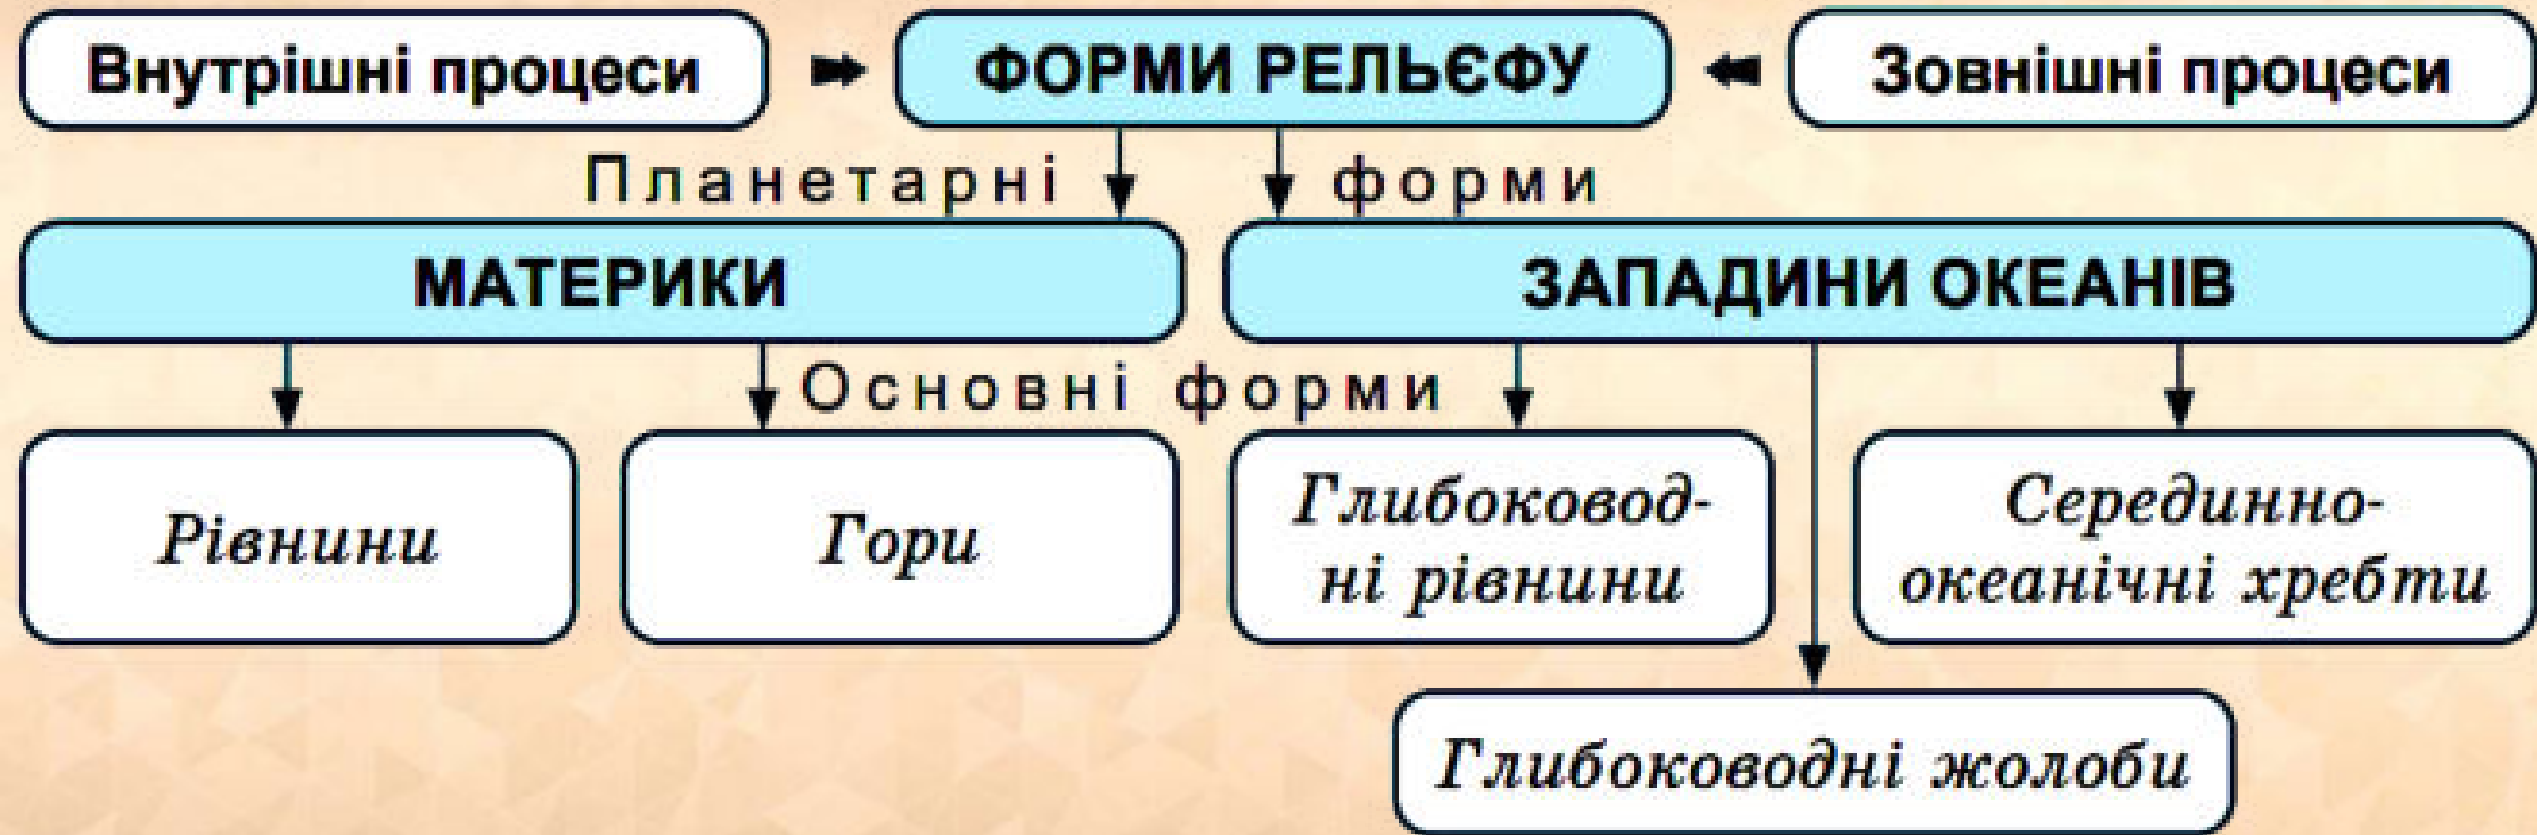 Внутрішні процеси
ФОРМИ РЕЛЬЄФУ
Зовнішні процеси
Планетарні форми
МАТЕРИКИ
ЗАПАДИНИ ОКЕАНІВ
Основні форми
Рівнини
Гори
Глибоковод-
ні рівнини
Серединно-
океанічні хребти
Глибоководні жолоби